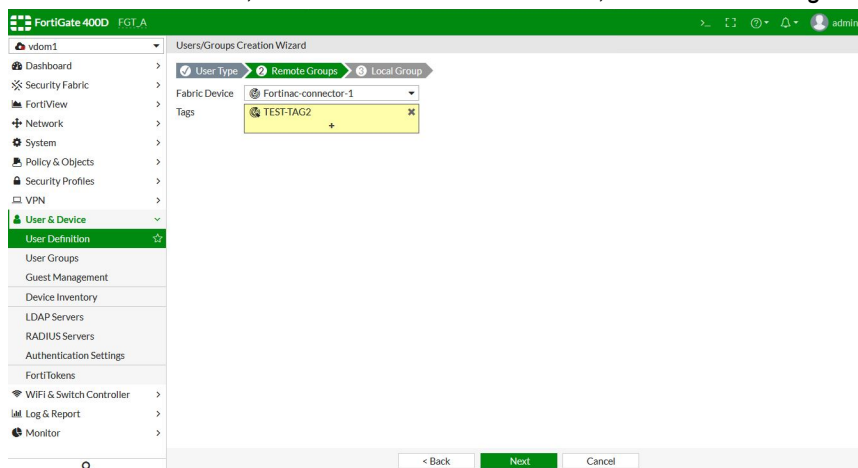 FortiGate 400D FGT_A
admin
vdom1
Users/Groups Creation Wizard
Dashboard
User Type
2 Remote Groups
3 Local Group
Security Fabric
Fabric Device
Fortinac-connector-1
FortiView
Tags
TEST-TAG2
Network
+
System
Policy & Objects
Security Profiles
VPN
User & Device
User Definition
User Groups
Guest Management
Device Inventory
LDAP Servers
RADIUS Servers
Authentication Settings
FortiTokens
WiFi & Switch Controller
Log & Report
Monitor
< Back
Next
Cancel